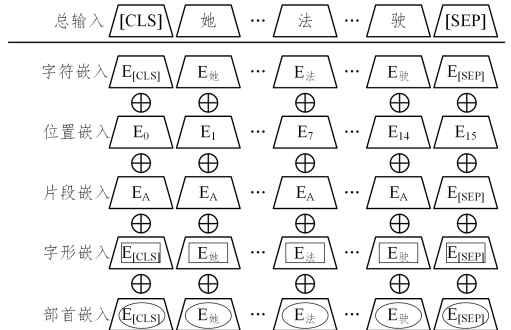 总输入 [CLS] 她 … 法 … 驶 [SEP]
字符嵌入 E[CLS] E她 … E法 … E驶 E[SEP]
位置嵌入 E0 E1 … E7 … E14 E15
片段嵌入 EA EA … EA … EA E[SEP]
字形嵌入 E[CLS] E她 … E法 … E驶 E[SEP]
部首嵌入 E[CLS] E她 … E法 … E驶 E[SEP]